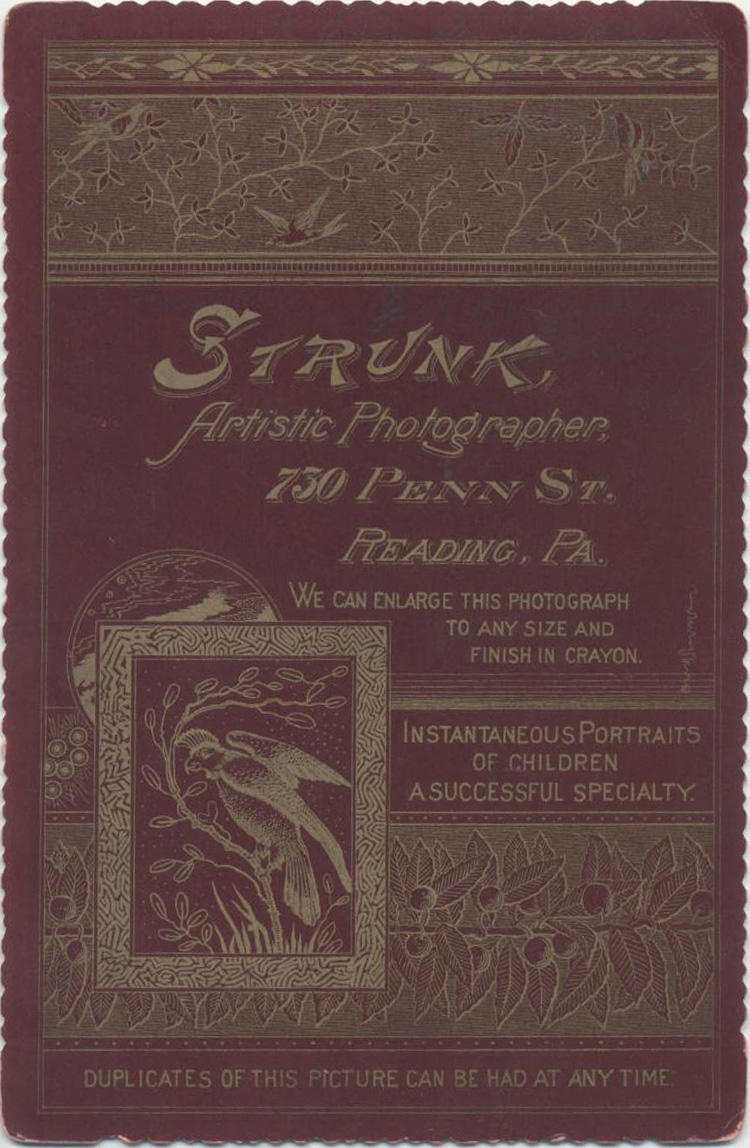 STRUNK,
Artistic Photographer,
730 PENN ST.
READING, PA.
WE CAN ENLARGE THIS PHOTOGRAPH
TO ANY SIZE AND
FINISH IN CRAYON.
INSTANTANEOUS PORTRAITS
OF CHILDREN
A SUCCESSFUL SPECIALTY.
DUPLICATES OF THIS PICTURE CAN BE HAD AT ANY TIME.